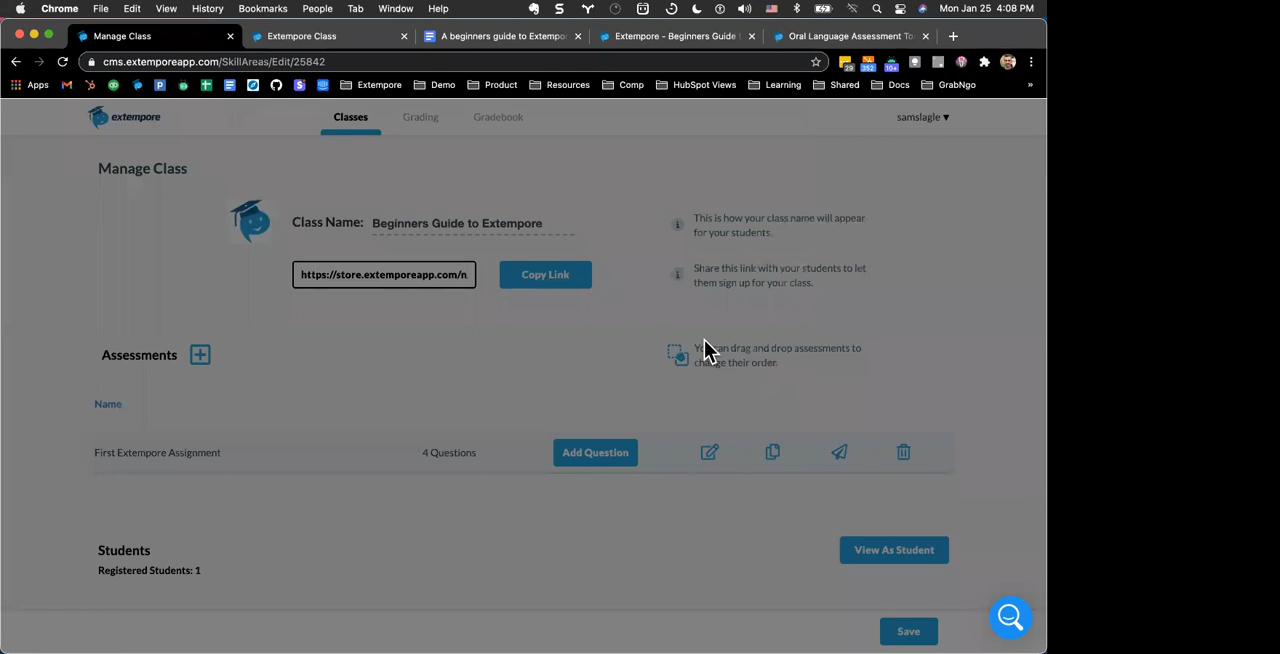 Chrome File Edit View History Bookmarks People Tab Window Help Mon Jan 25 4:08 PM
Manage Class Extempore Class A beginners guide to Extempo Extempore - Beginners Guide Oral Language Assessment To
cms.extemporeapp.com/SkillAreas/Edit/25842 29 352 10+
Apps Extempore Demo Product Resources Comp HubSpot Views Learning Shared Docs GrabNgo »
extempore Classes Grading Gradebook samslagle ▼
Manage Class
Class Name: Beginners Guide to Extempore
This is how your class name will appear
for your students.
https://store.extemporeapp.com/n Copy Link
Share this link with your students to let
them sign up for your class.
Assessments
You can drag and drop assessments to
change their order.
Name
First Extempore Assignment 4 Questions Add Question
Students View As Student
Registered Students: 1
Save